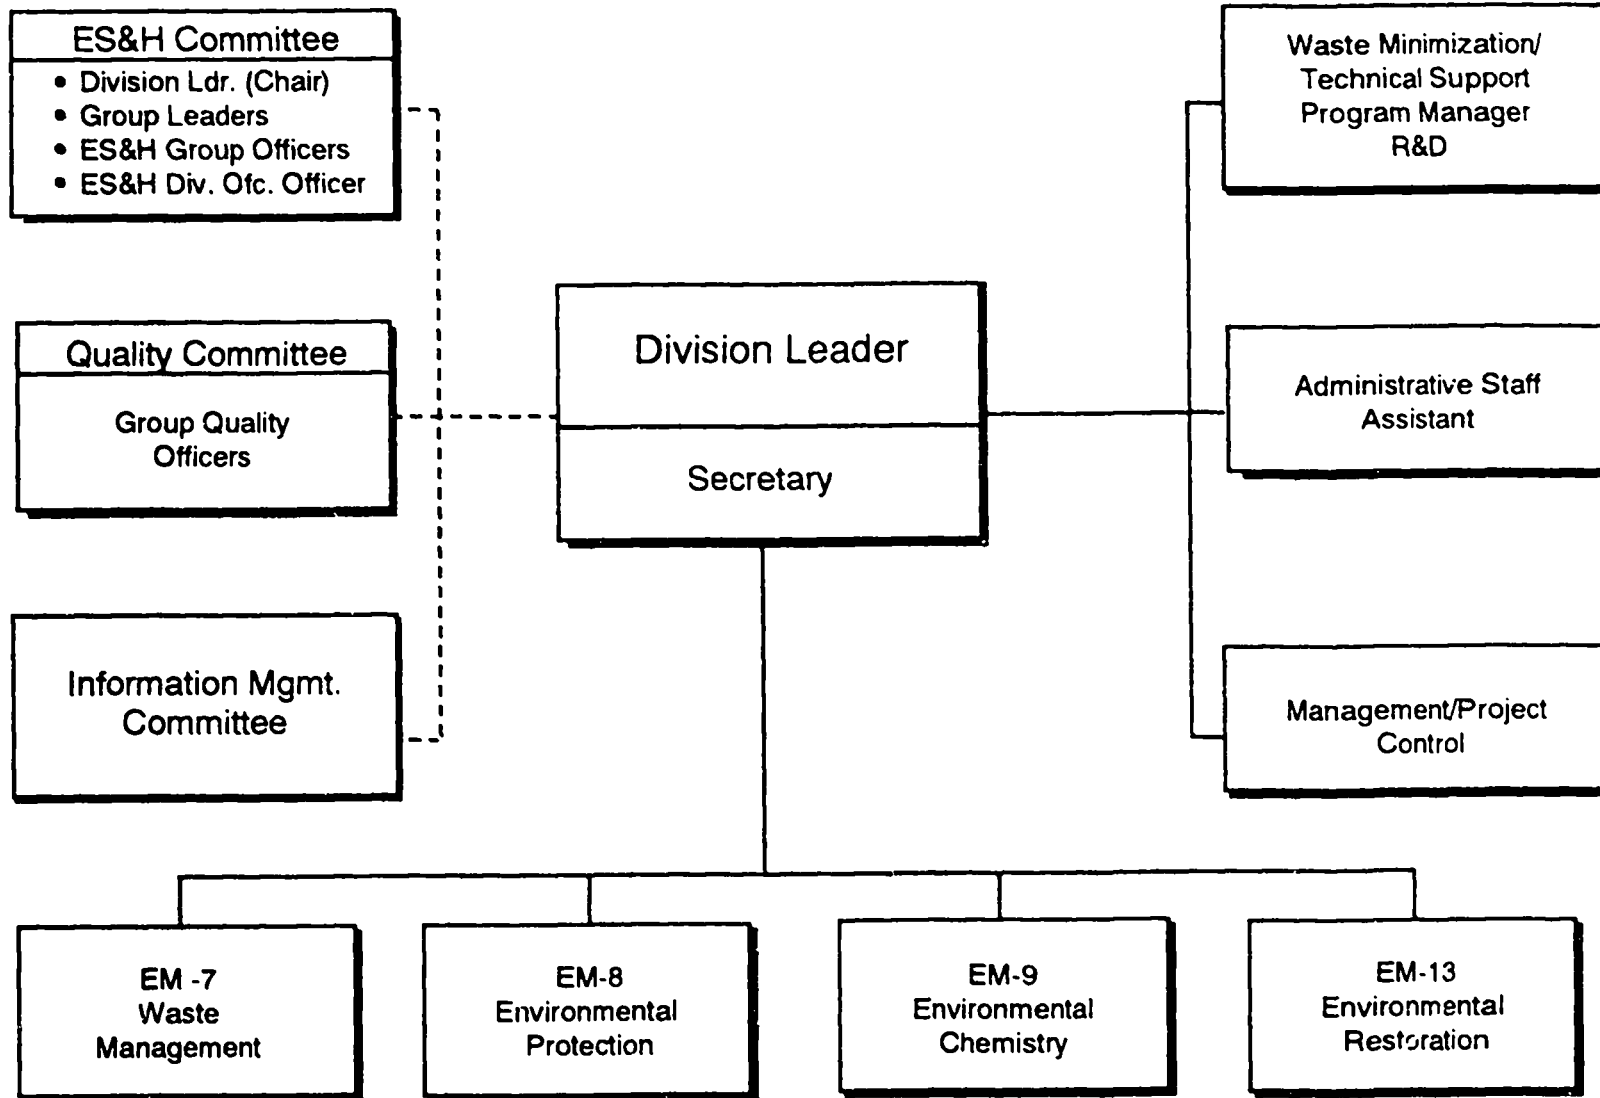 ES&H Committee
• Division Ldr. (Chair)
• Group Leaders
• ES&H Group Officers
• ES&H Div. Ofc. Officer
Waste Minimization/
Technical Support
Program Manager
R&D
Quality Committee
Group Quality
Officers
Division Leader
Secretary
Administrative Staff
Assistant
Information Mgmt.
Committee
Management/Project
Control
EM -7
Waste
Management
EM-8
Environmental
Protection
EM-9
Environmental
Chemistry
EM-13
Environmental
Restoration